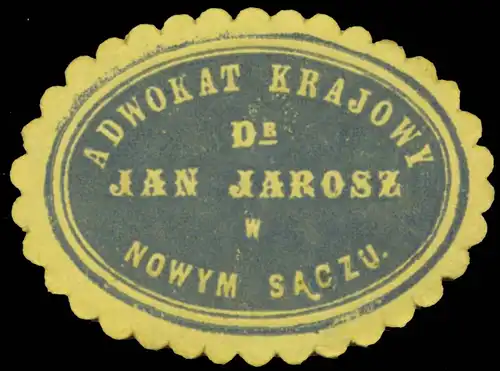 ADWOKAT KRAJOWY
DR
JAN JAROSZ
W
NOWYM SĄCZU.